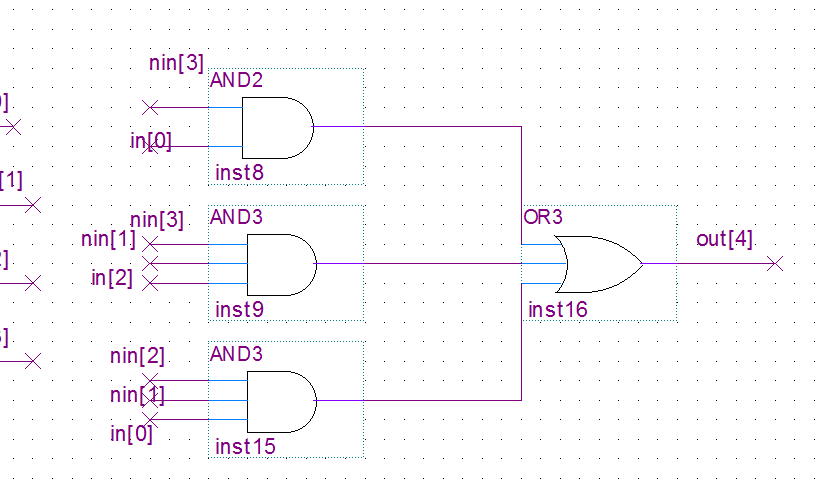 nin[3]
AND2
in[0]
inst8
[1]
nin[3]
AND3
nin[1]
in[2]
inst9
OR3
out[4]
inst16
nin[2]
AND3
nin[1]
in[0]
inst15